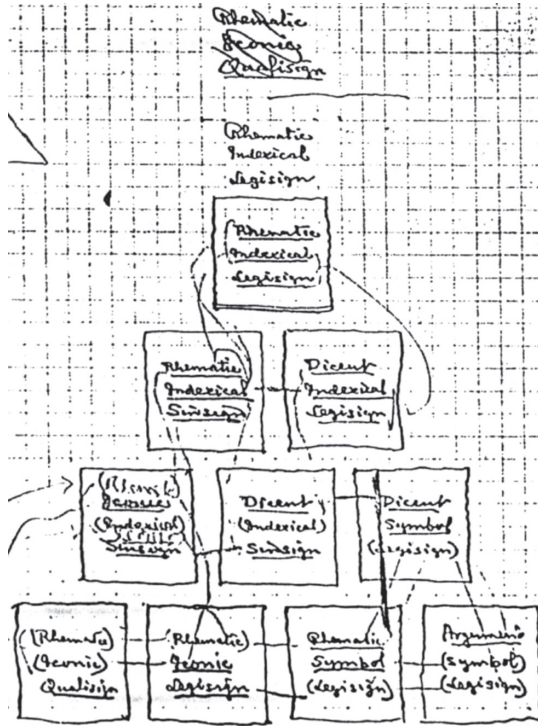 Rhematic
Iconic
Qualisign
Rhematic
Indexical
Legisign
(Rhematic
Indexical
Legisign)
Rhematic
Indexical
Sinsign
Dicent
Indexical
Legisign
Iconic
(Indexical)
Sinsign
Dicent
(Indexical)
Sinsign
Dicent
Symbol
(Legisign)
(Rhematic)
(Iconic)
Qualisign
(Rhematic)
Iconic
Legisign
Rhematic
Symbol
(Legisign)
Argument
(Symbol)
(Legisign)